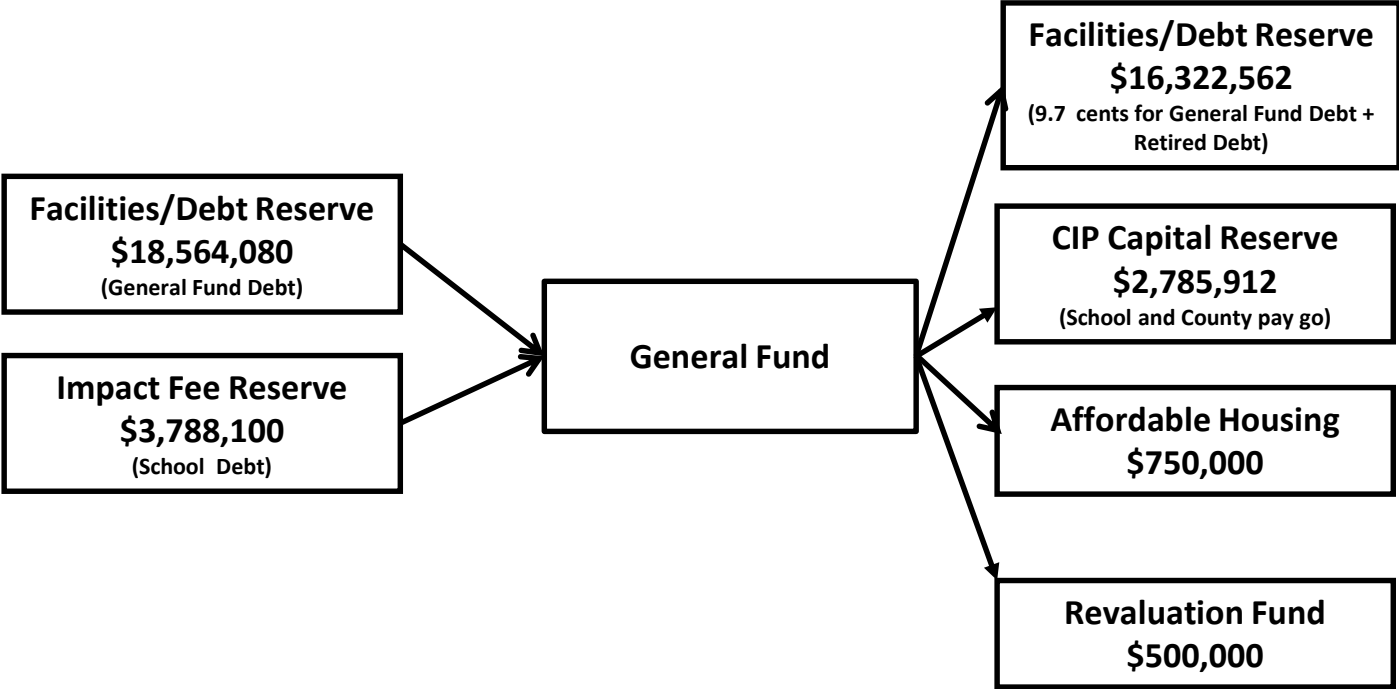 Facilities/Debt Reserve
$18,564,080
(General Fund Debt)
Impact Fee Reserve
$3,788,100
(School Debt)
General Fund
Facilities/Debt Reserve
$16,322,562
(9.7 cents for General Fund Debt +
Retired Debt)
CIP Capital Reserve
$2,785,912
(School and County pay go)
Affordable Housing
$750,000
Revaluation Fund
$500,000